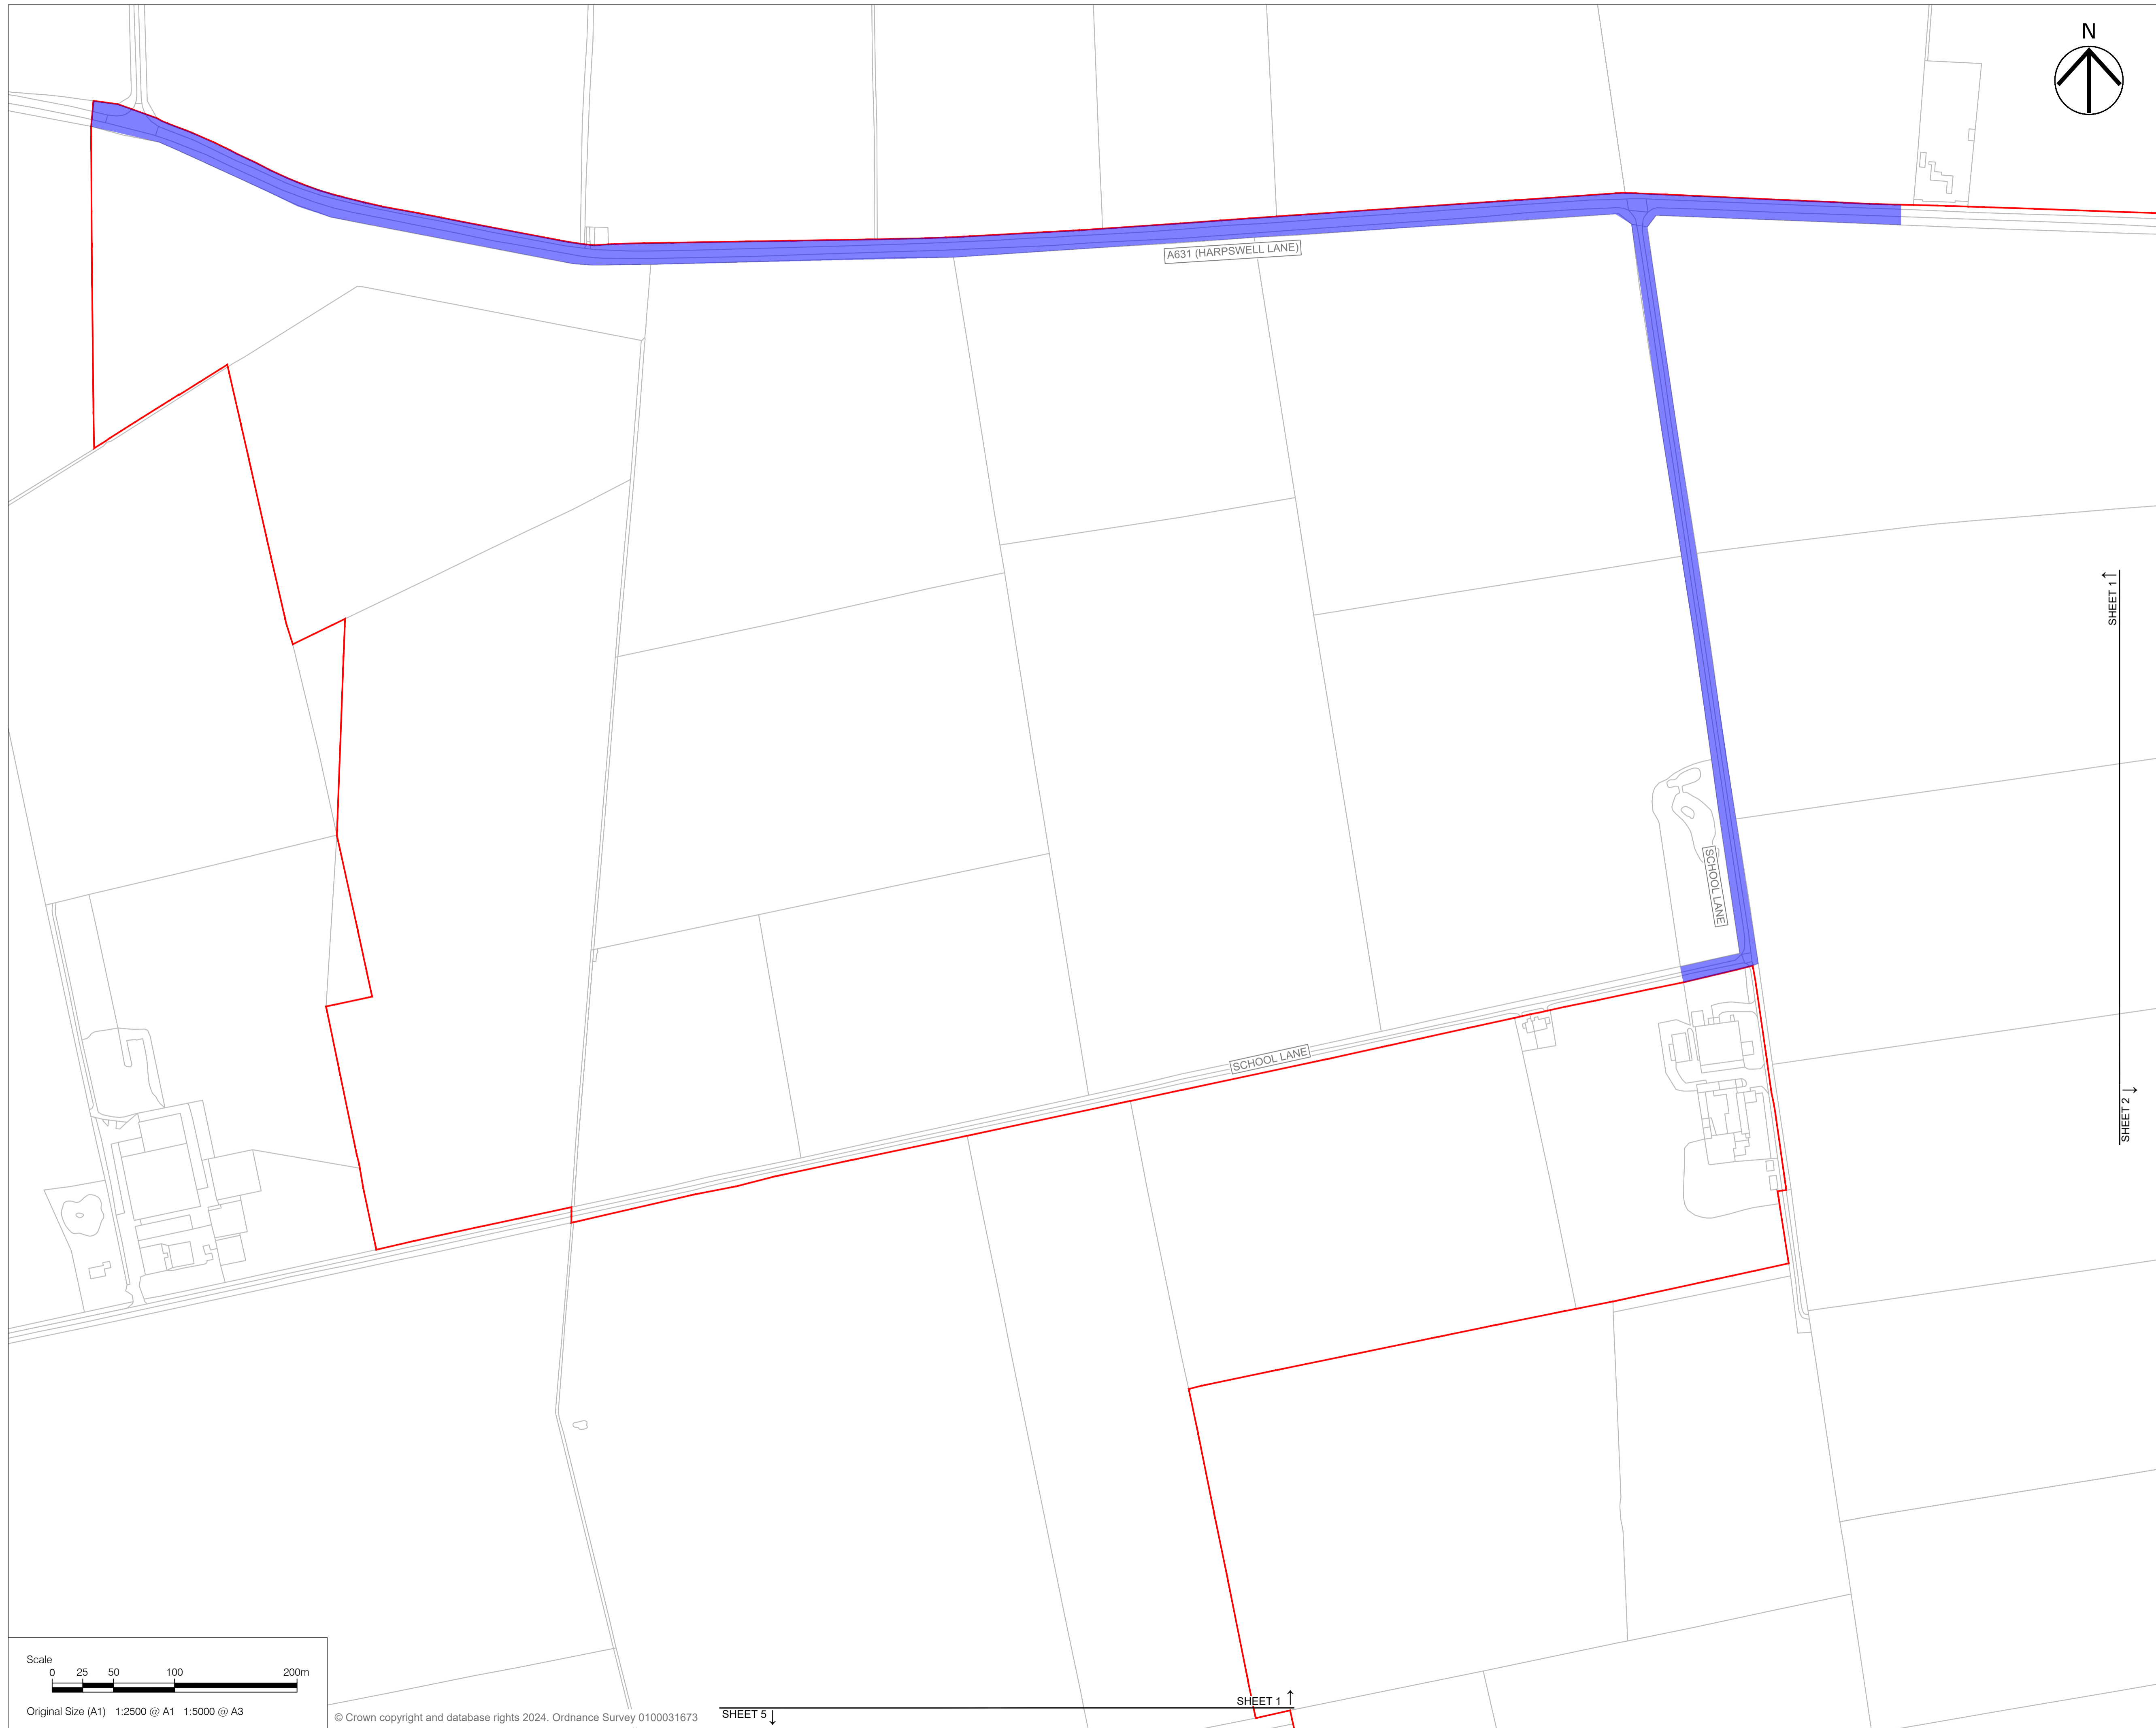 N
A631 (HARPSWELL LANE)
SHEET 1
SCHOOL LANE
SCHOOL LANE
SHEET 2
Scale
0 25 50 100 200m
Original Size (A1) 1:2500 @ A1 1:5000 @ A3
© Crown copyright and database rights 2024. Ordnance Survey 0100031673
SHEET 1
SHEET 5